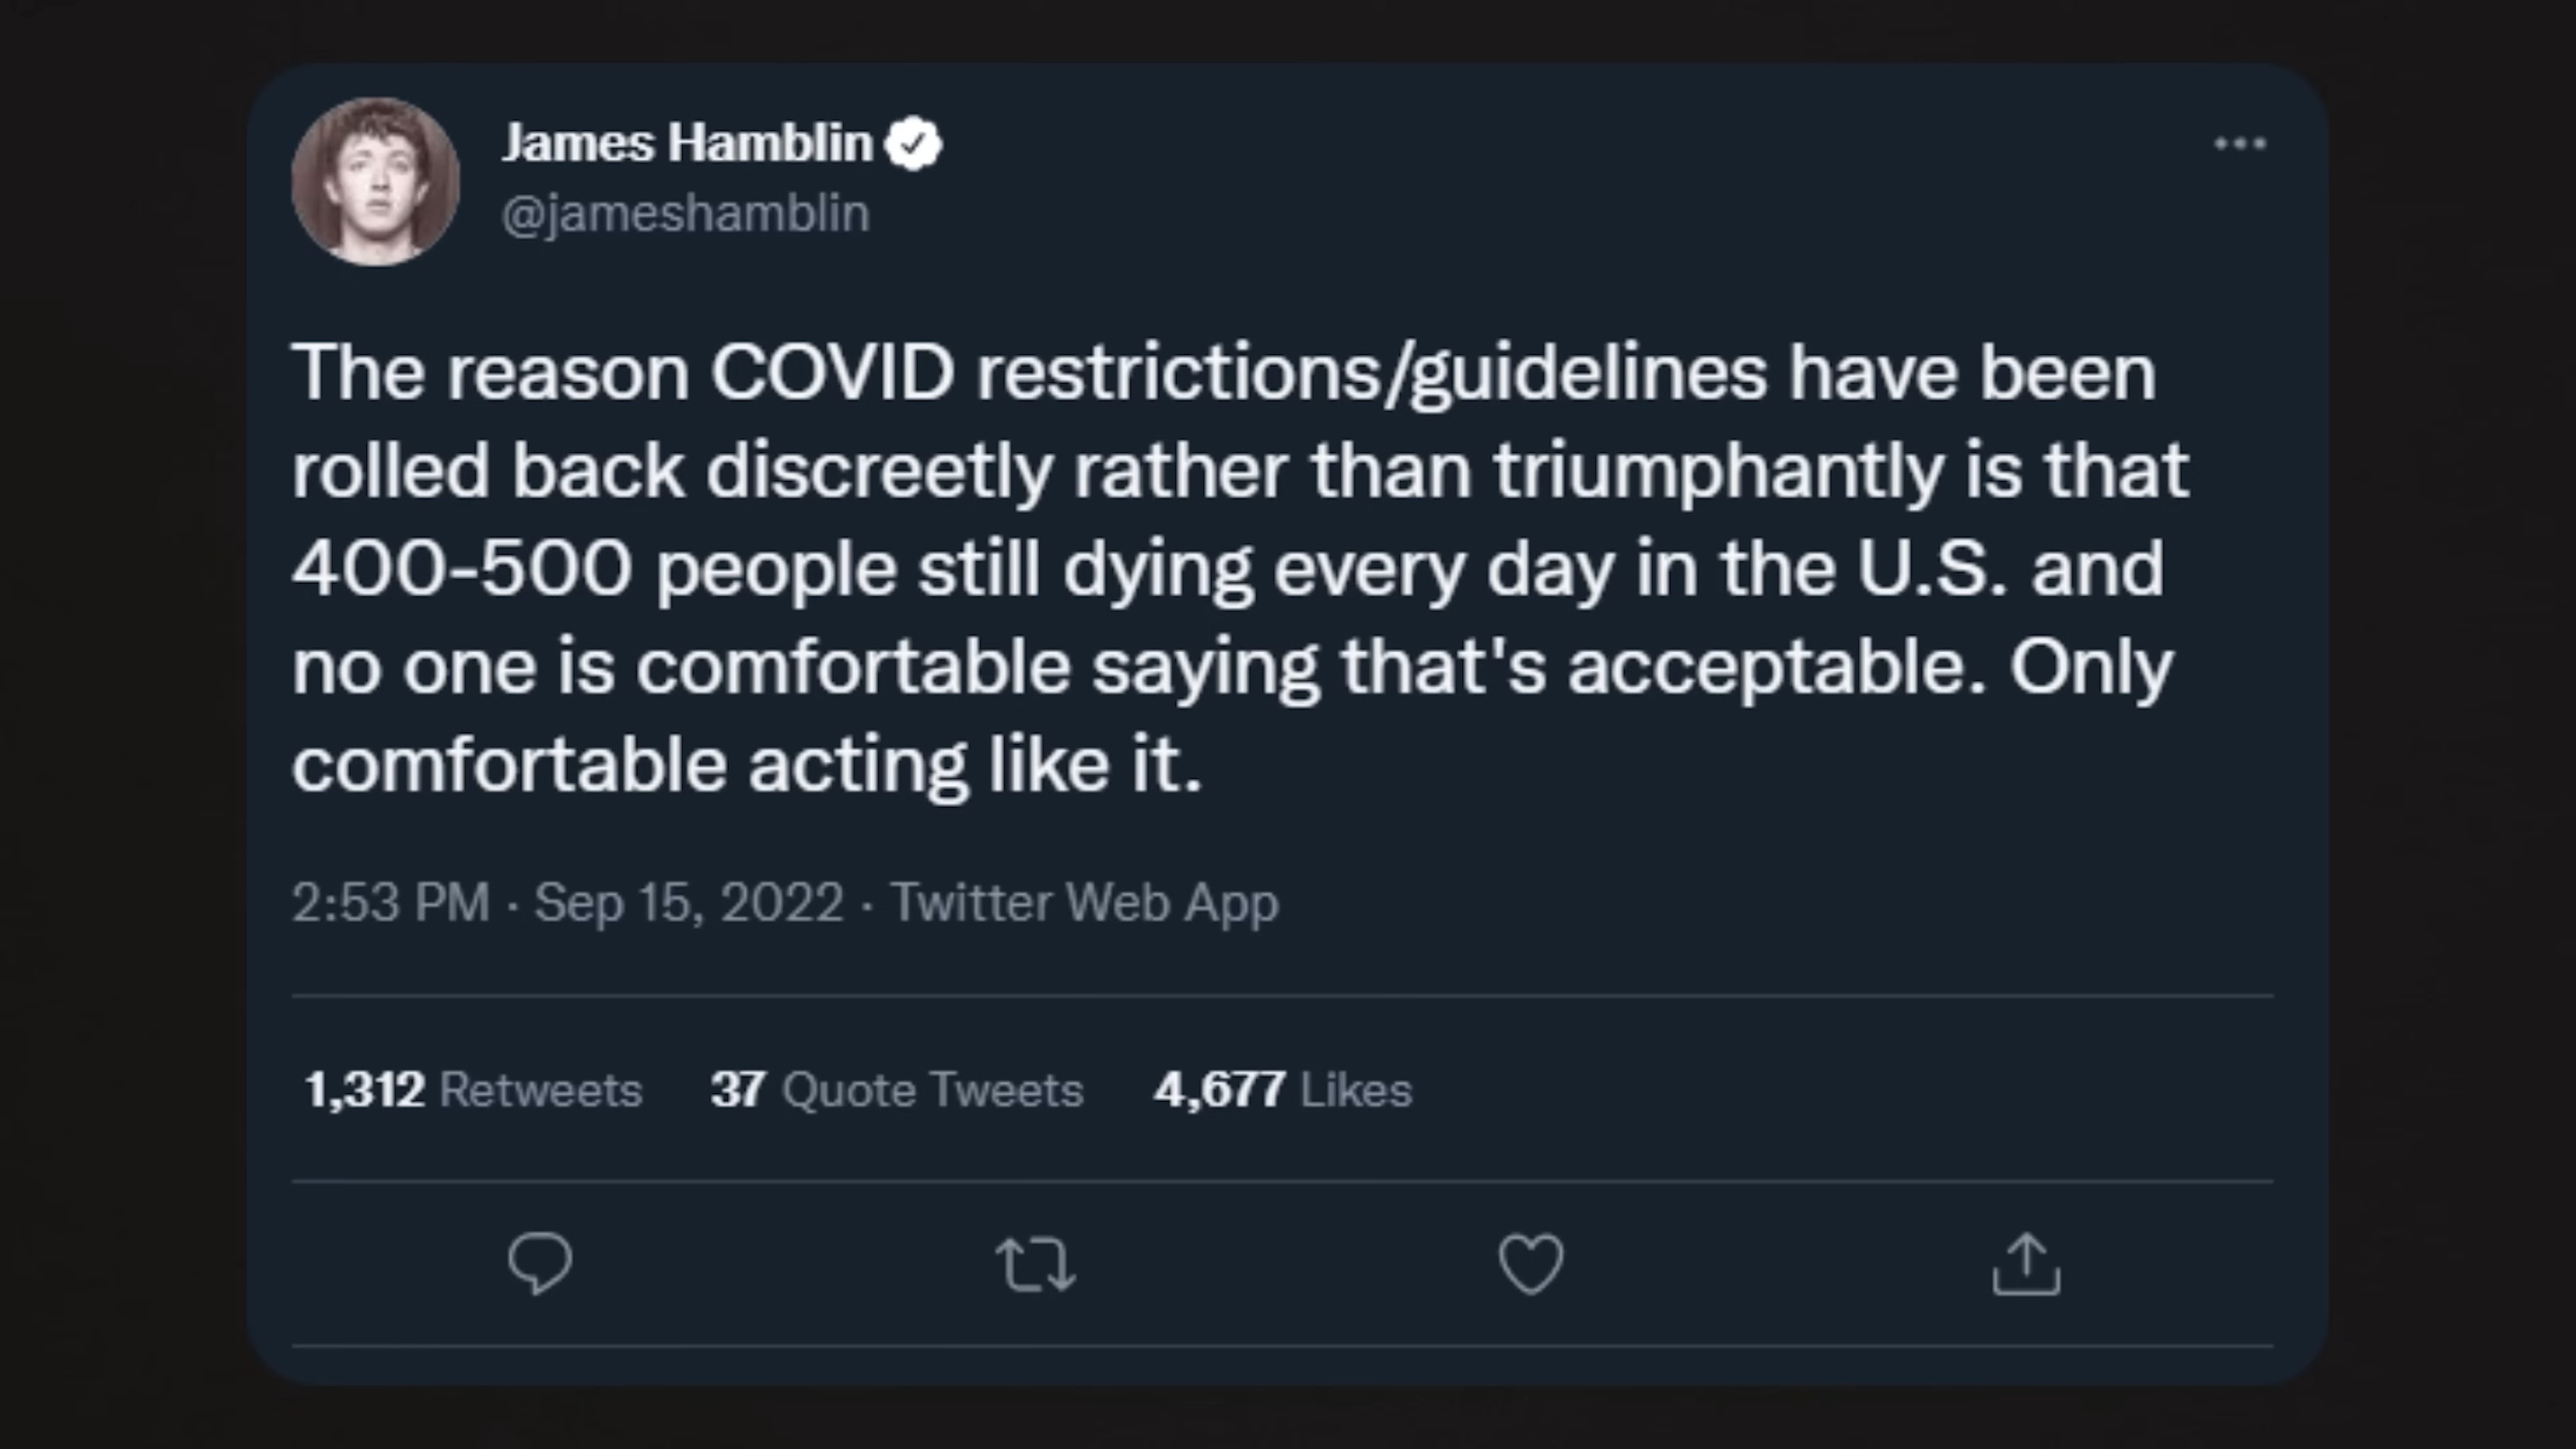 James Hamblin
@jameshamblin
The reason COVID restrictions/guidelines have been
rolled back discreetly rather than triumphantly is that
400-500 people still dying every day in the U.S. and
no one is comfortable saying that's acceptable. Only
comfortable acting like it.
2:53 PM · Sep 15, 2022 · Twitter Web App
1,312 Retweets 37 Quote Tweets 4,677 Likes